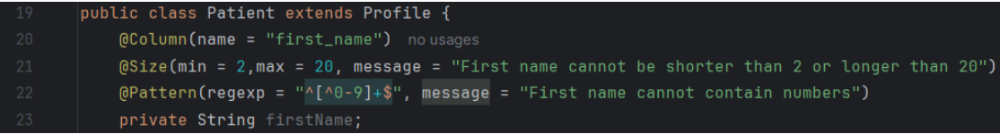 19 public class Patient extends Profile {
20 @Column(name = "first_name") no usages
21 @Size(min = 2,max = 20, message = "First name cannot be shorter than 2 or longer than 20")
22 @Pattern(regexp = "^[^0-9]+$", message = "First name cannot contain numbers")
23 private String firstName;